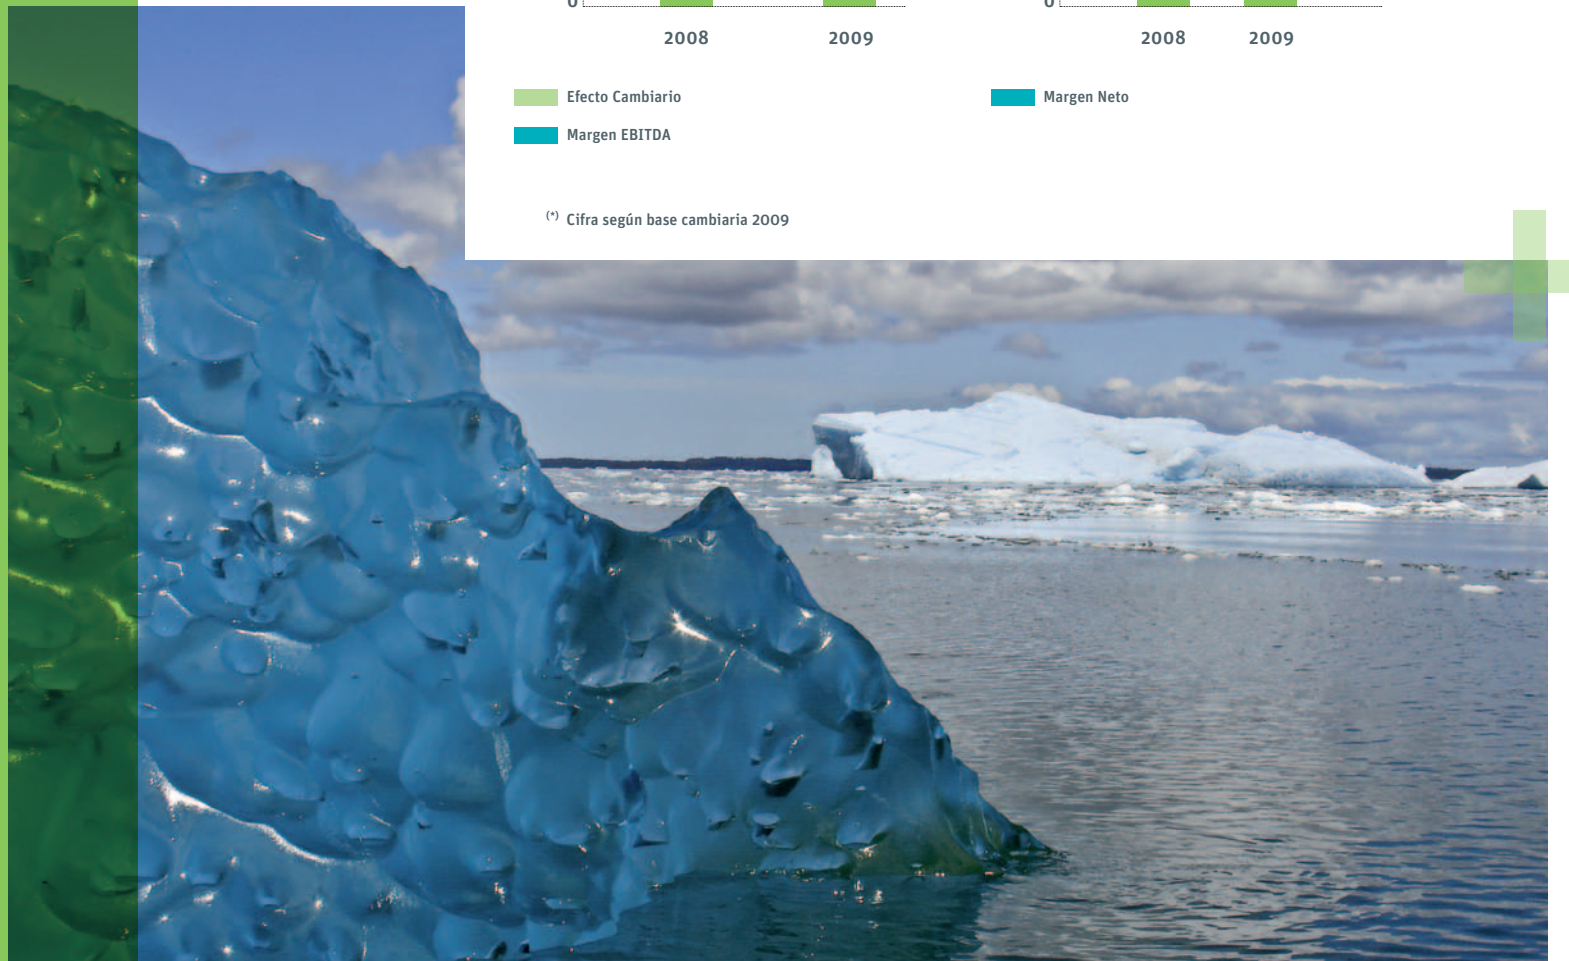 0
0
2008
2009
2008
2009
Efecto Cambiario
Margen EBITDA
Margen Neto
(*) Cifra según base cambiaria 2009